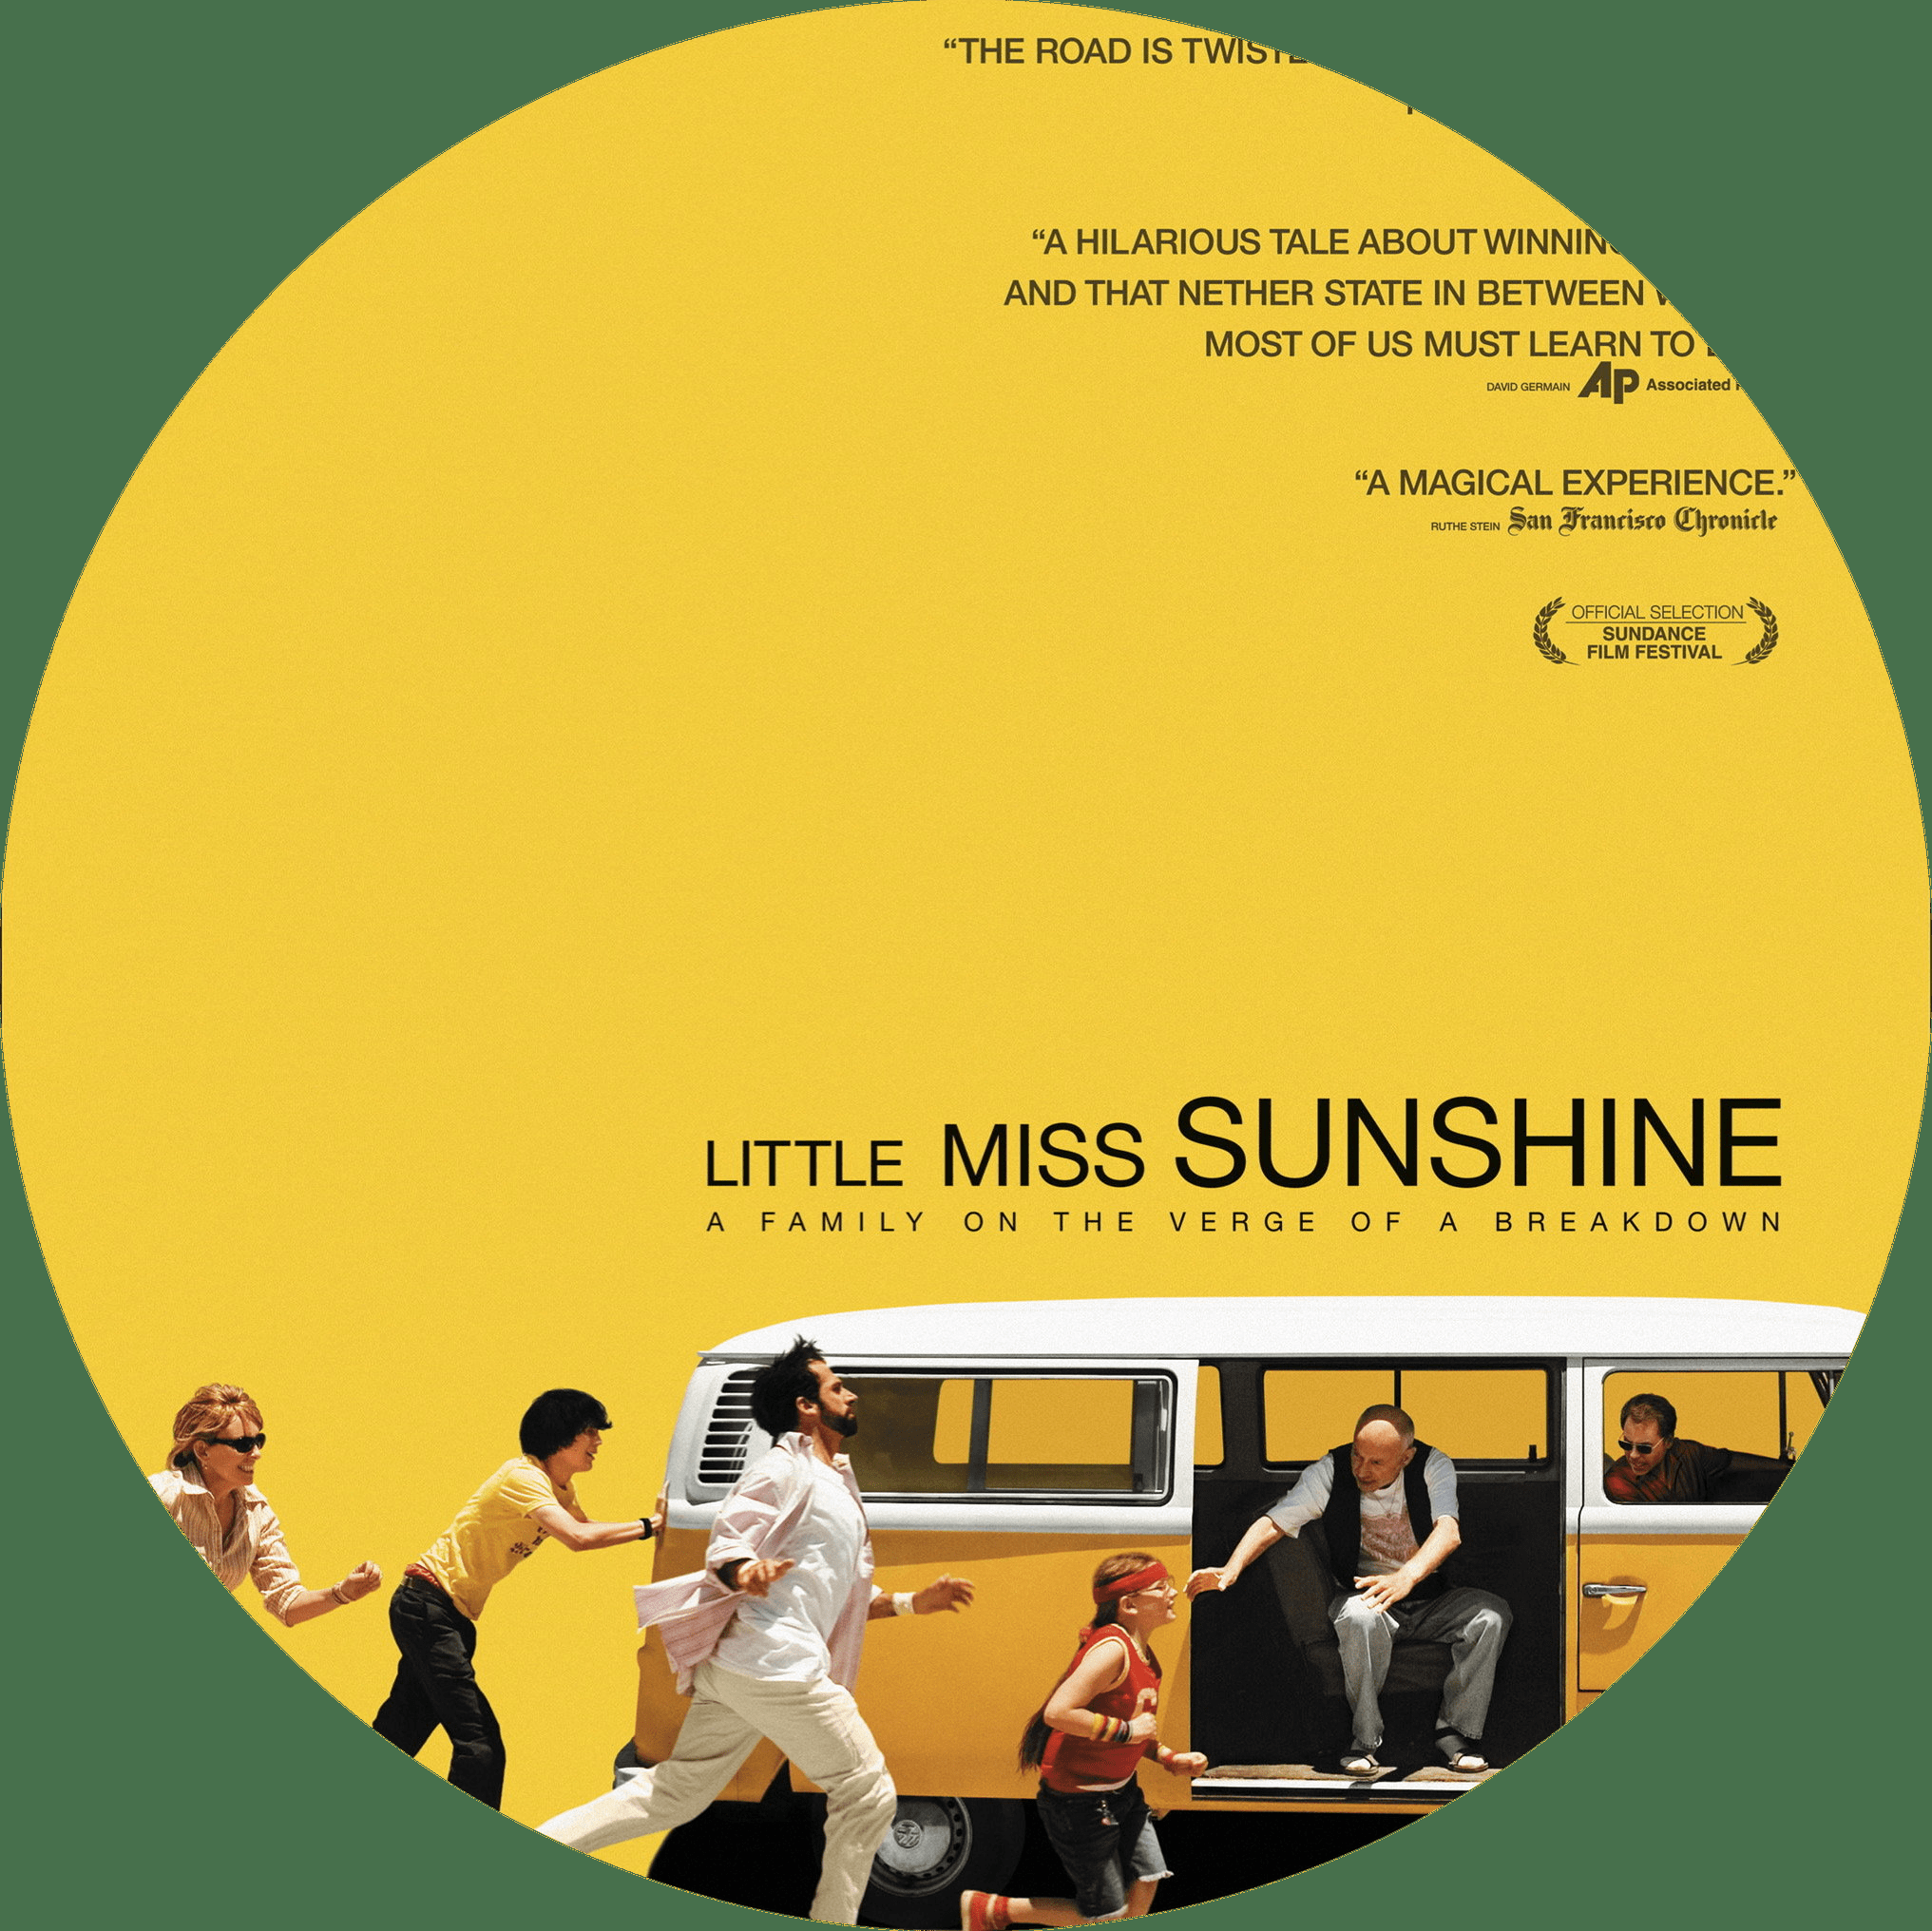 “THE ROAD IS
“A HILARIOUS TALE ABOUT
AND THAT NETHER STATE IN BETWEEN
MOST OF US MUST LEARN TO
DAVID GERMAIN AP Associated
“A MAGICAL EXPERIENCE.”
RUTHE STEIN San Francisco Chronicle
OFFICIAL SELECTION
SUNDANCE
FILM FESTIVAL
LITTLE MISS SUNSHINE
A FAMILY ON THE VERGE OF A BREAKDOWN